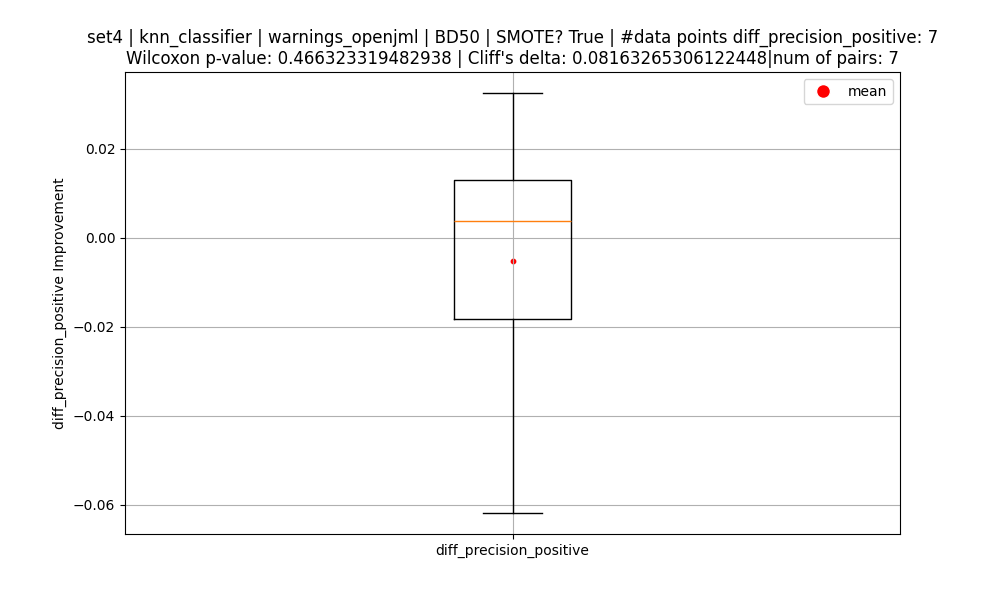 set4 | knn_classifier | warnings_openjml | BD50 | SMOTE? True | #data points diff_precision_positive: 7
Wilcoxon p-value: 0.466323319482938 | Cliff's delta: 0.08163265306122448|num of pairs: 7
mean
0.02
0.00
−0.02
−0.04
−0.06
diff_precision_positive Improvement
diff_precision_positive